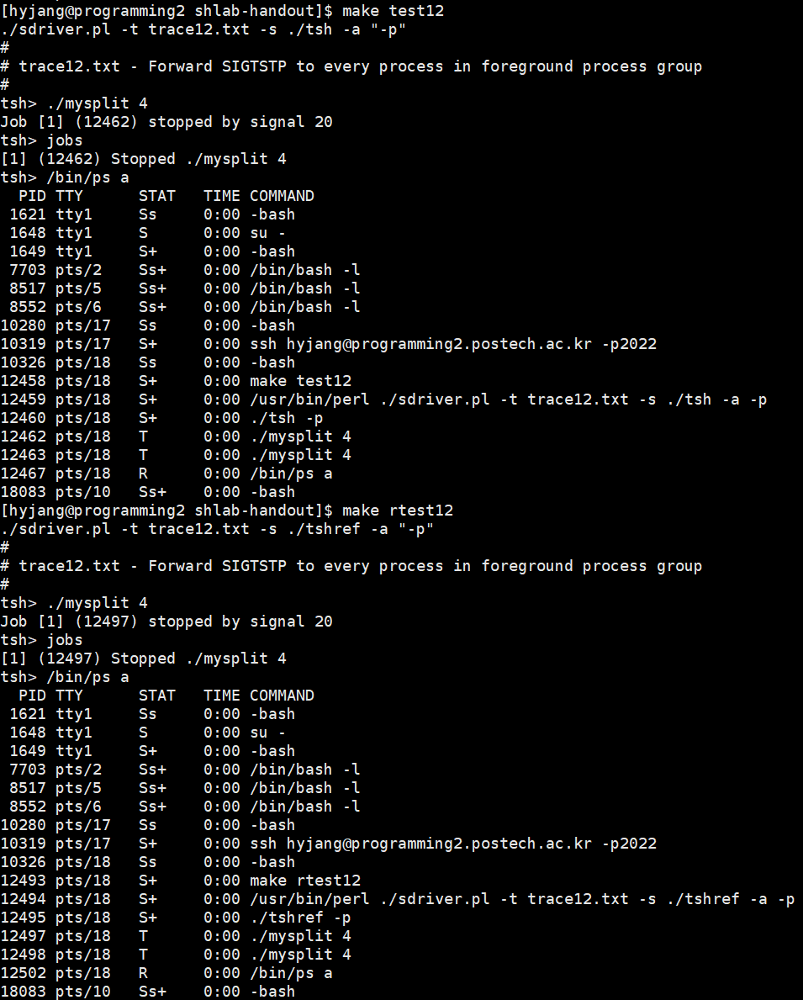 [hyjang@programming2 shlab-handout]$ make test12
./sdriver.pl -t trace12.txt -s ./tsh -a "-p"
#
# trace12.txt - Forward SIGTSTP to every process in foreground process group
#
tsh> ./mysplit 4
Job [1] (12462) stopped by signal 20
tsh> jobs
[1] (12462) Stopped ./mysplit 4
tsh> /bin/ps a
  PID TTY      STAT   TIME COMMAND
 1621 tty1     Ss     0:00 -bash
 1648 tty1     S      0:00 su -
 1649 tty1     S+     0:00 -bash
 7703 pts/2    Ss+    0:00 /bin/bash -l
 8517 pts/5    Ss+    0:00 /bin/bash -l
 8552 pts/6    Ss+    0:00 /bin/bash -l
10280 pts/17   Ss     0:00 -bash
10319 pts/17   S+     0:00 ssh hyjang@programming2.postech.ac.kr -p2022
10326 pts/18   Ss     0:00 -bash
12458 pts/18   S+     0:00 make test12
12459 pts/18   S+     0:00 /usr/bin/perl ./sdriver.pl -t trace12.txt -s ./tsh -a -p
12460 pts/18   S+     0:00 ./tsh -p
12462 pts/18   T      0:00 ./mysplit 4
12463 pts/18   T      0:00 ./mysplit 4
12467 pts/18   R      0:00 /bin/ps a
18083 pts/10   Ss+    0:00 -bash
[hyjang@programming2 shlab-handout]$ make rtest12
./sdriver.pl -t trace12.txt -s ./tshref -a "-p"
#
# trace12.txt - Forward SIGTSTP to every process in foreground process group
#
tsh> ./mysplit 4
Job [1] (12497) stopped by signal 20
tsh> jobs
[1] (12497) Stopped ./mysplit 4
tsh> /bin/ps a
  PID TTY      STAT   TIME COMMAND
 1621 tty1     Ss     0:00 -bash
 1648 tty1     S      0:00 su -
 1649 tty1     S+     0:00 -bash
 7703 pts/2    Ss+    0:00 /bin/bash -l
 8517 pts/5    Ss+    0:00 /bin/bash -l
 8552 pts/6    Ss+    0:00 /bin/bash -l
10280 pts/17   Ss     0:00 -bash
10319 pts/17   S+     0:00 ssh hyjang@programming2.postech.ac.kr -p2022
10326 pts/18   Ss     0:00 -bash
12493 pts/18   S+     0:00 make rtest12
12494 pts/18   S+     0:00 /usr/bin/perl ./sdriver.pl -t trace12.txt -s ./tshref -a -p
12495 pts/18   S+     0:00 ./tshref -p
12497 pts/18   T      0:00 ./mysplit 4
12498 pts/18   T      0:00 ./mysplit 4
12502 pts/18   R      0:00 /bin/ps a
18083 pts/10   Ss+    0:00 -bash